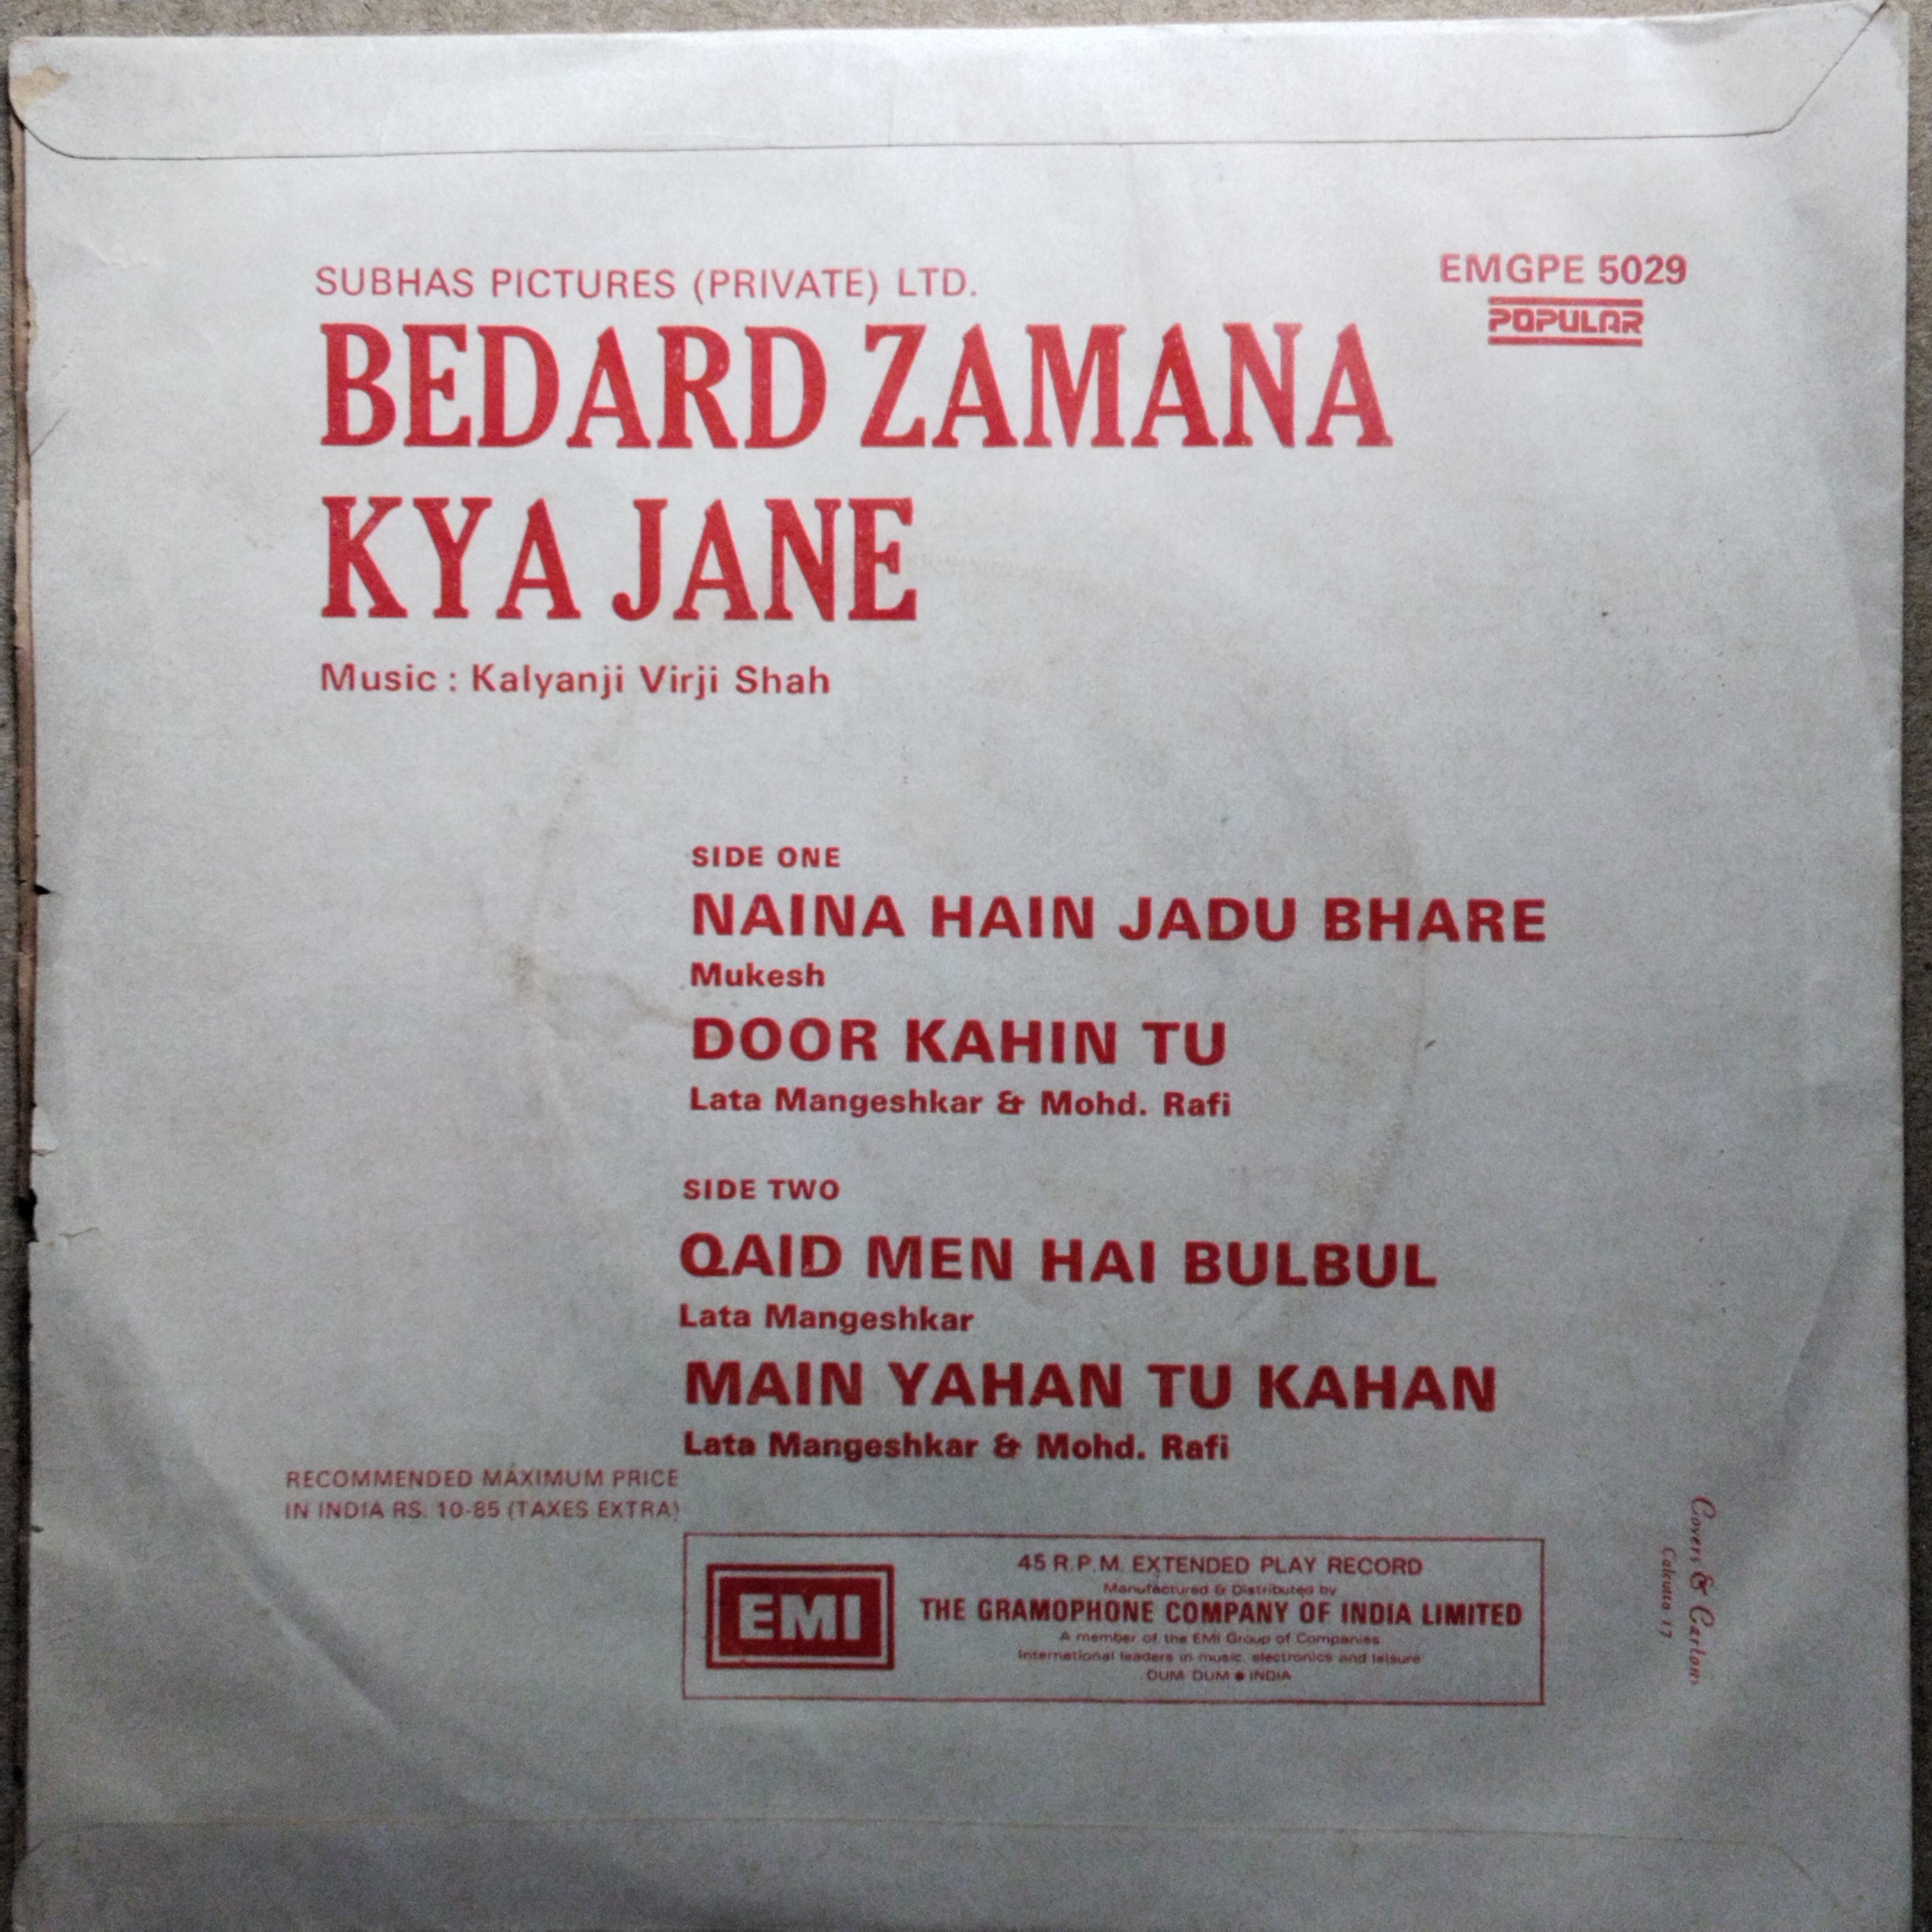 SUBHAS PICTURES (PRIVATE) LTD.
EMGPE 5029
POPULAR
BEDARD ZAMANA
KYA JANE
Music : Kalyanji Virji Shah
SIDE ONE
NAINA HAIN JADU BHARE
Mukesh
DOOR KAHIN TU
Lata Mangeshkar & Mohd. Rafi
SIDE TWO
QAID MEN HAI BULBUL
Lata Mangeshkar
MAIN YAHAN TU KAHAN
Lata Mangeshkar & Mohd. Rafi
RECOMMENDED MAXIMUM PRICE
IN INDIA RS. 10-85 (TAXES EXTRA)
EMI
45 R.P.M. EXTENDED PLAY RECORD
Manufactured & Distributed by
THE GRAMOPHONE COMPANY OF INDIA LIMITED
A member of the EMI Group of Companies
International leaders in music, electronics and leisure
DUM DUM ● INDIA
Covers & Cartons
Calcutta 17